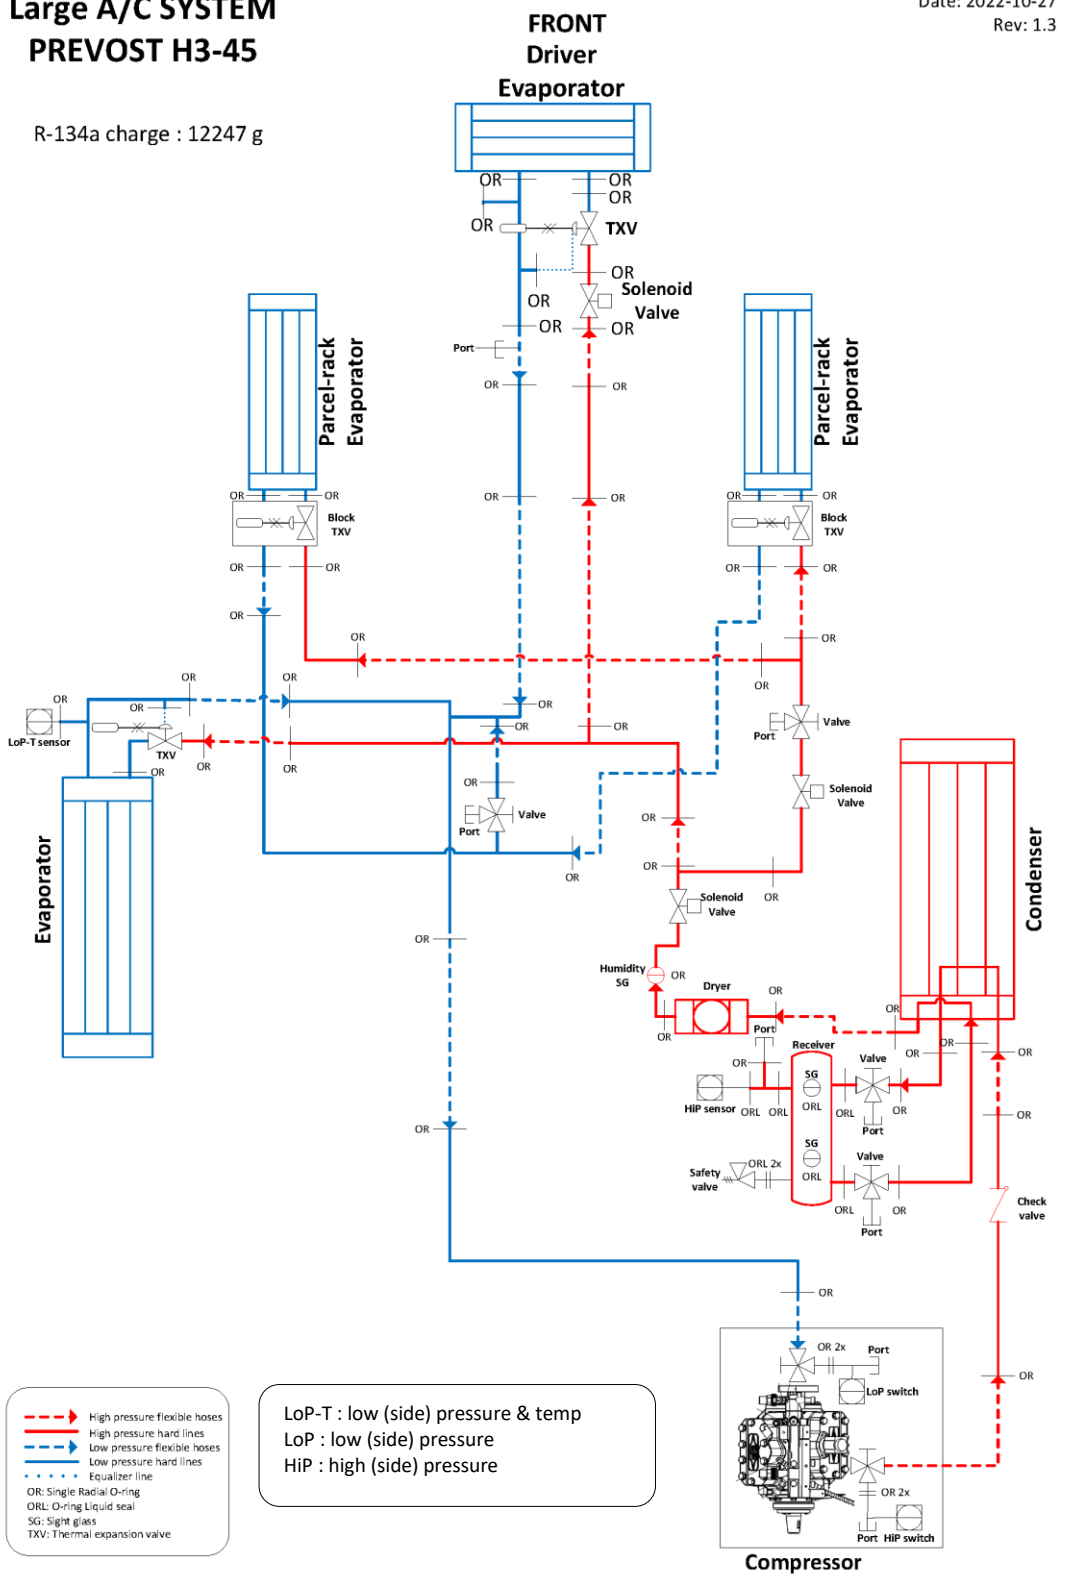 Large A/C SYSTEM
PREVOST H3-45
Date: 2022-10-27
Rev: 1.3
R-134a charge : 12247 g
FRONT
Driver
Evaporator
OR
OR
OR
OR
TXV
OR
Solenoid
Valve
OR
OR
OR
Port
OR
OR
OR
OR
Parcel-rack
Evaporator
Parcel-rack
Evaporator
OR
OR
Block
TXV
OR
OR
OR
OR
OR
Block
TXV
OR
OR
OR
OR
OR
OR
OR
OR
LoP-T sensor
OR
TXV
OR
OR
OR
OR
OR
OR
OR
Port
Valve
Port
Valve
Solenoid
Valve
OR
OR
OR
OR
Solenoid
Valve
Evaporator
Condenser
OR
Humidity
SG
OR
Dryer
OR
OR
OR
Port
OR
Receiver
SG
ORL
HiP sensor
ORL
ORL
ORL
Valve
OR
Port
OR
OR
OR
OR
OR
SG
ORL
Safety
valve
ORL 2x
ORL
Valve
OR
Port
Check
valve
OR
OR
OR 2x
Port
LoP switch
OR 2x
Port
HiP switch
Compressor
High pressure flexible hoses
High pressure hard lines
Low pressure flexible hoses
Low pressure hard lines
Equalizer line
OR: Single Radial O-ring
ORL: O-ring Liquid seal
SG: Sight glass
TXV: Thermal expansion valve
LoP-T : low (side) pressure & temp
LoP : low (side) pressure
HiP : high (side) pressure